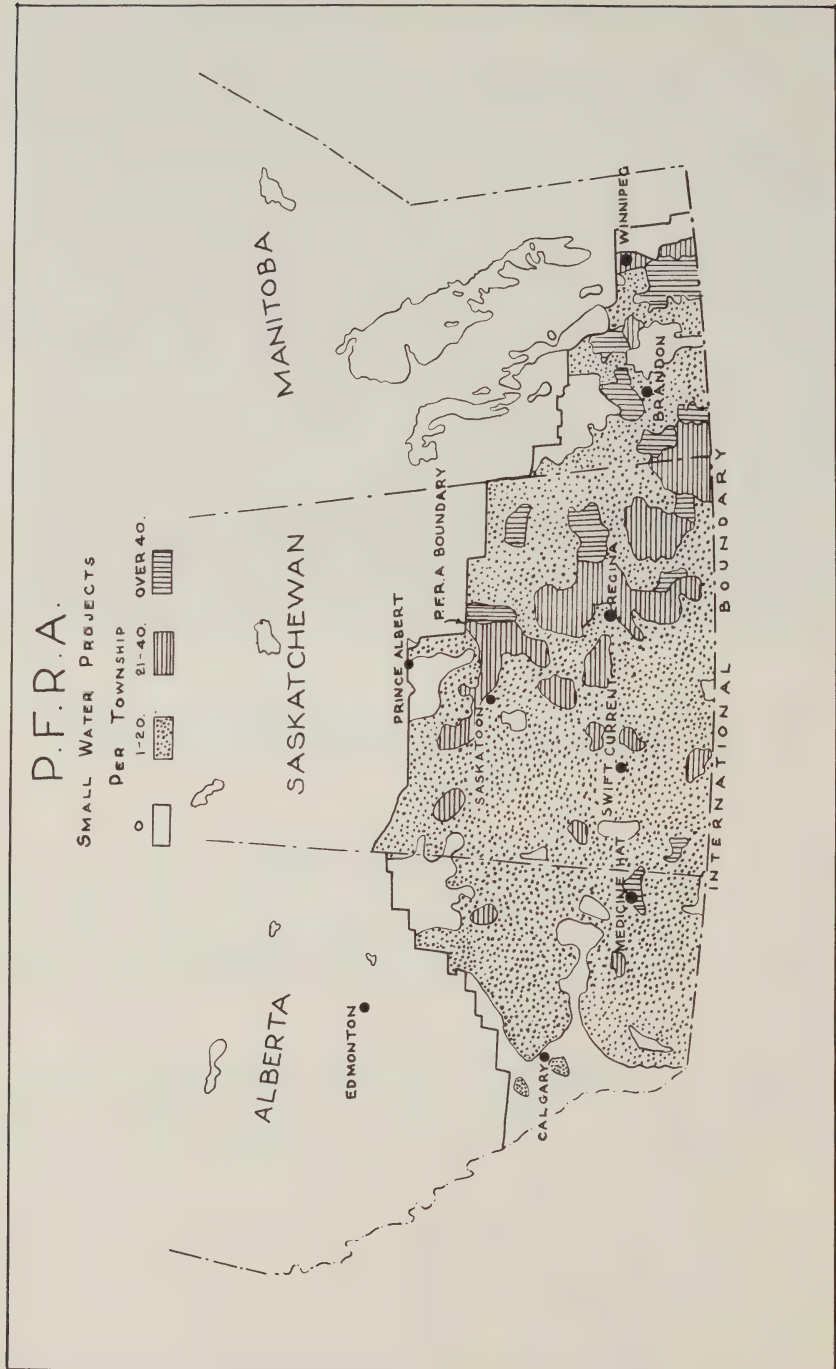 P.F.R.A.
SMALL WATER PROJECTS
PER TOWNSHIP
0 1-20. 21-40. OVER 40.
ALBERTA
SASKATCHEWAN
MANITOBA
EDMONTON
PRINCE ALBERT
P.F.R.A BOUNDARY
CALGARY
SASKATOON
MEDICINE HAT
SWIFT CURRENT
REGINA
BRANDON
WINNIPEG
INTERNATIONAL BOUNDARY